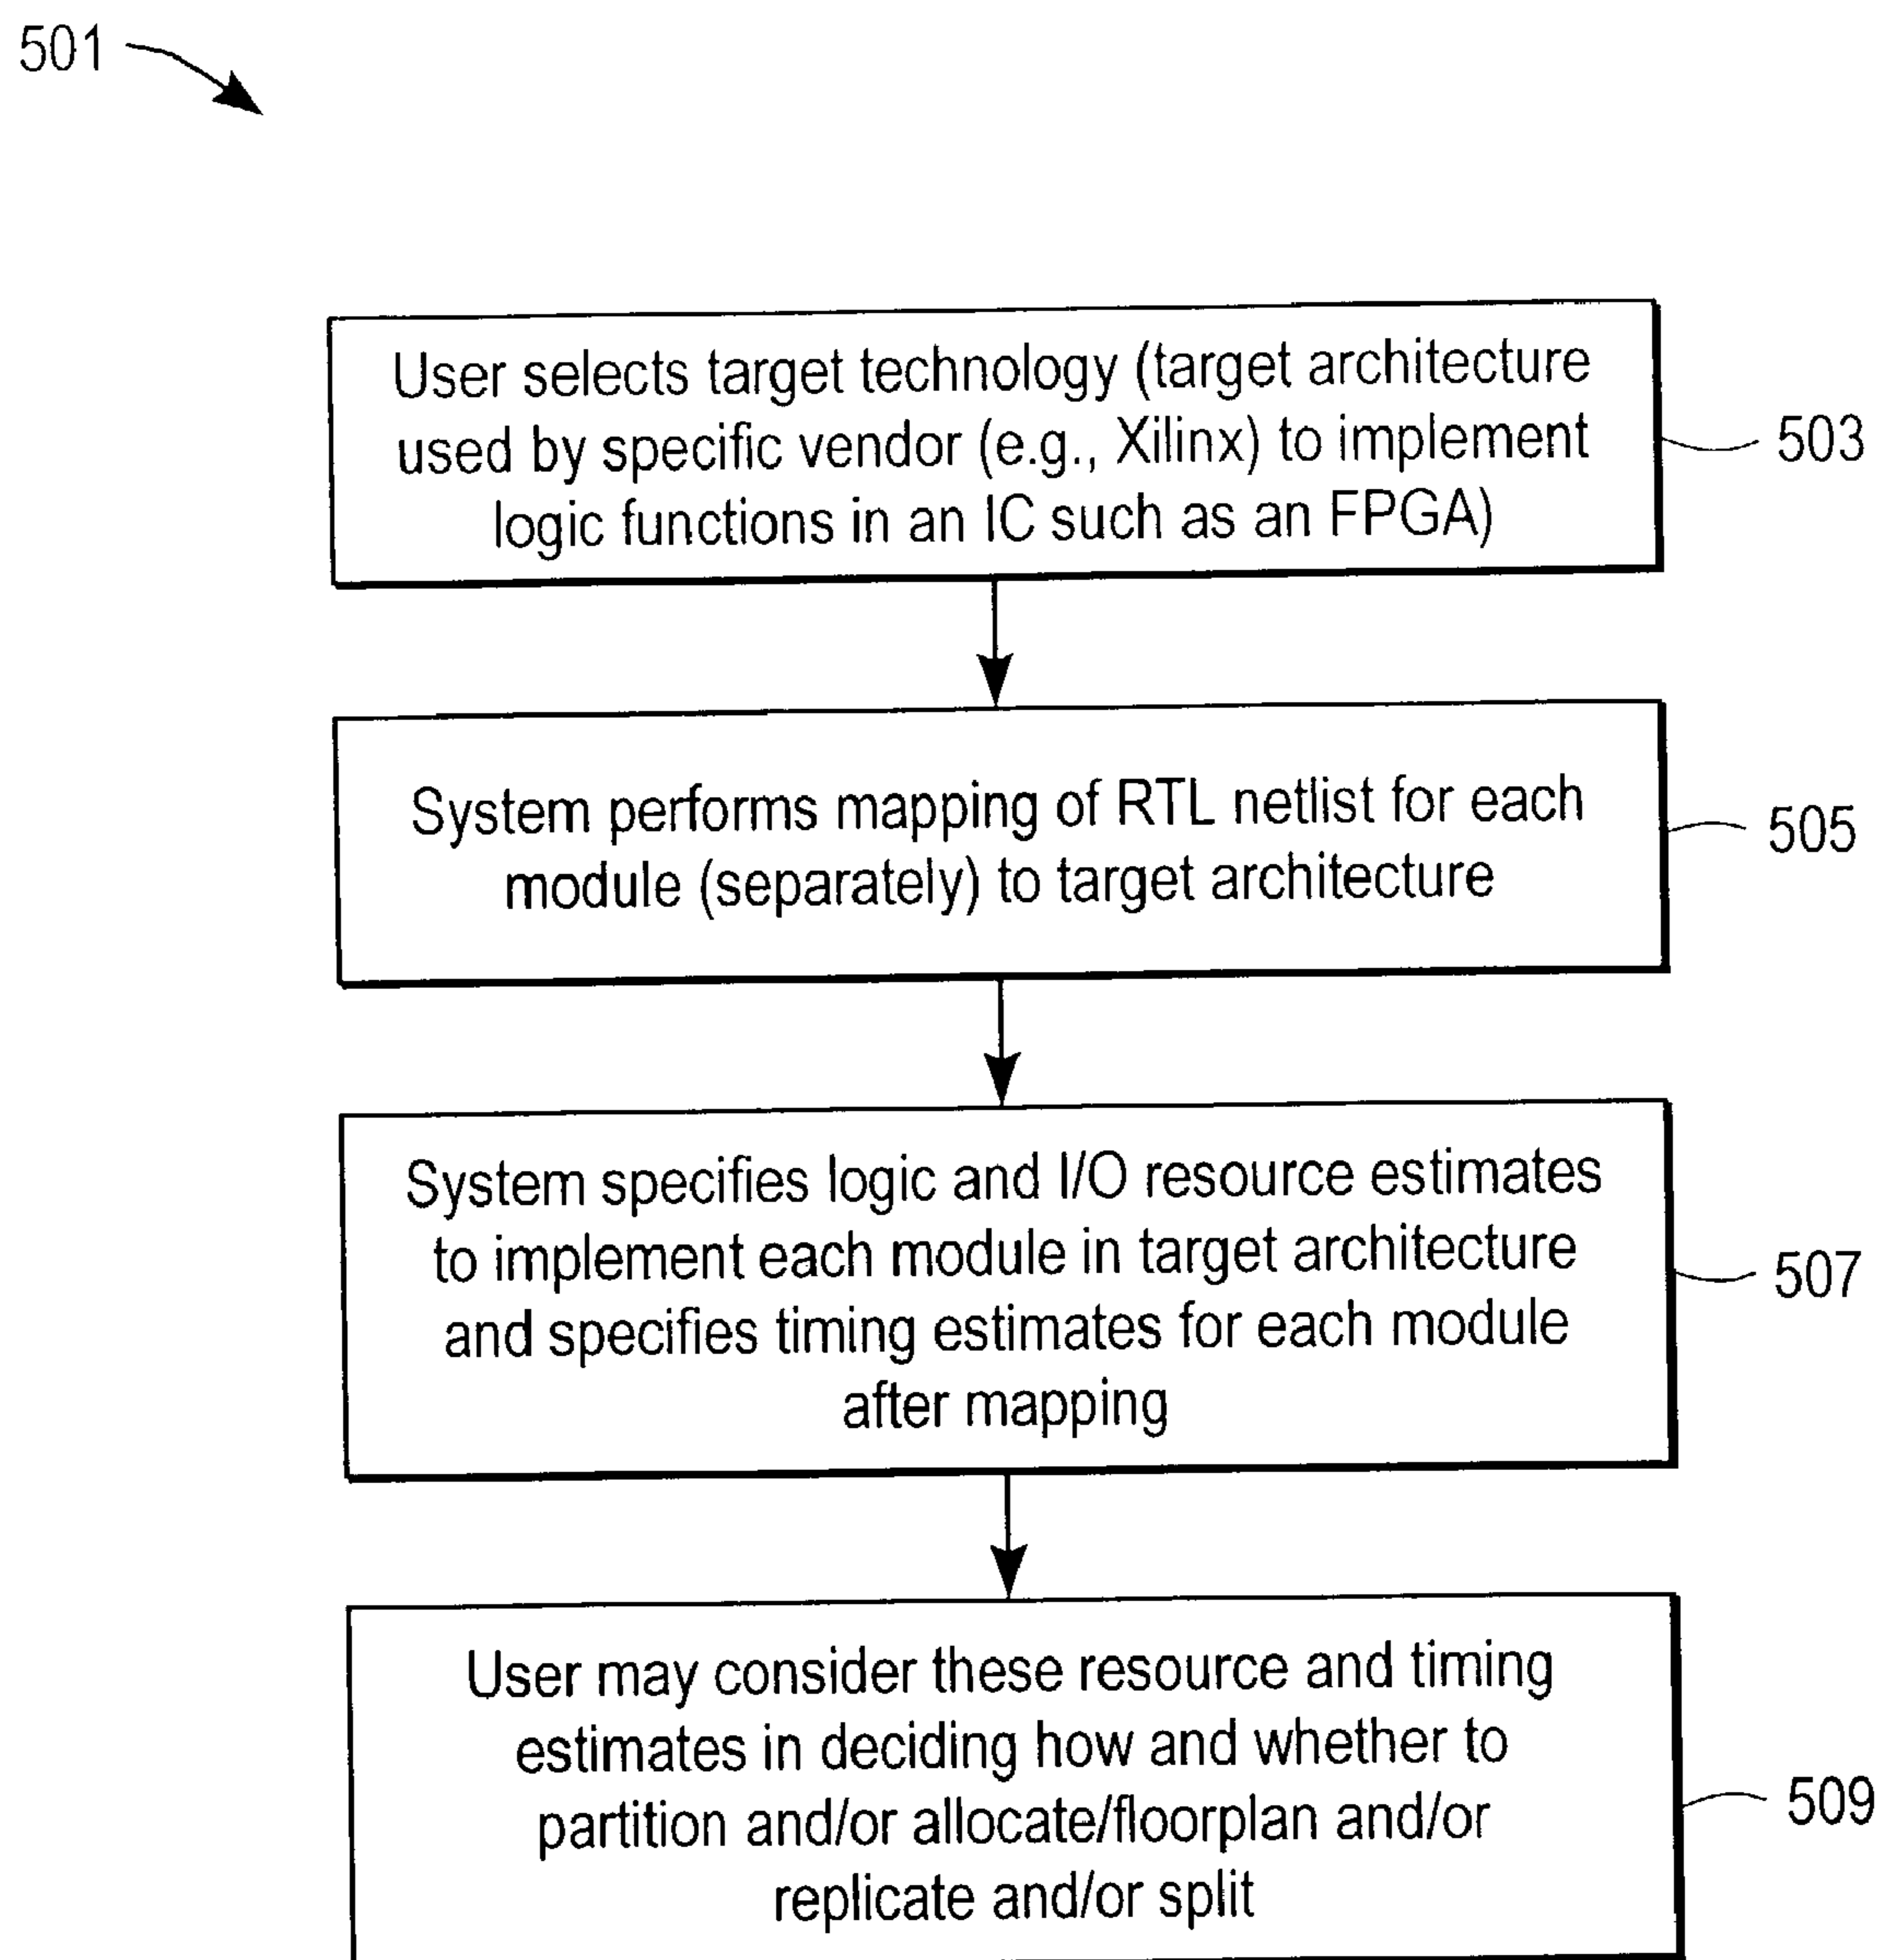 501
User selects target technology (target architecture
used by specific vendor (e.g., Xilinx) to implement
logic functions in an IC such as an FPGA)
503
System performs mapping of RTL netlist for each
module (separately) to target architecture
505
System specifies logic and I/O resource estimates
to implement each module in target architecture
and specifies timing estimates for each module
after mapping
507
User may consider these resource and timing
estimates in deciding how and whether to
partition and/or allocate/floorplan and/or
replicate and/or split
509